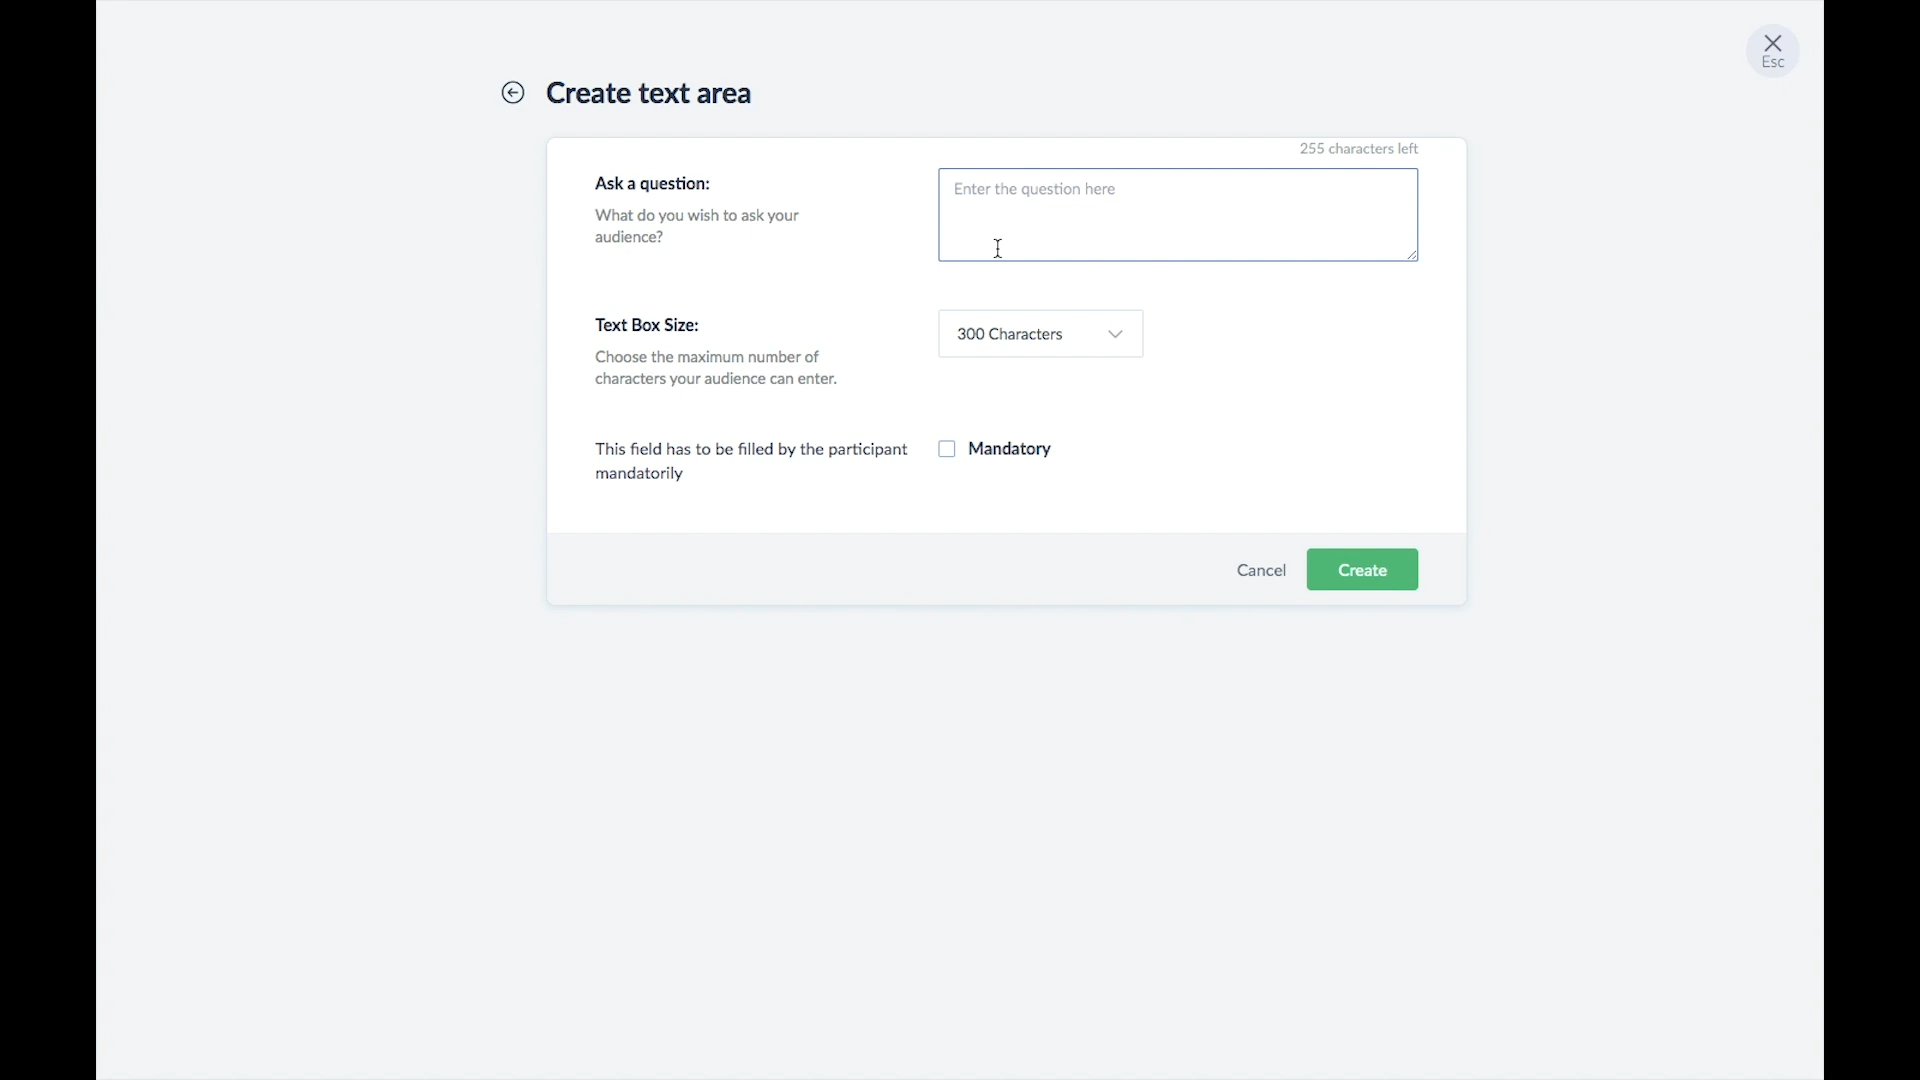 Esc
Create text area
255 characters left
Ask a question:
Enter the question here
What do you wish to ask your
audience?
Text Box Size:
300 Characters
Choose the maximum number of
characters your audience can enter.
This field has to be filled by the participant
mandatorily
Mandatory
Cancel
Create